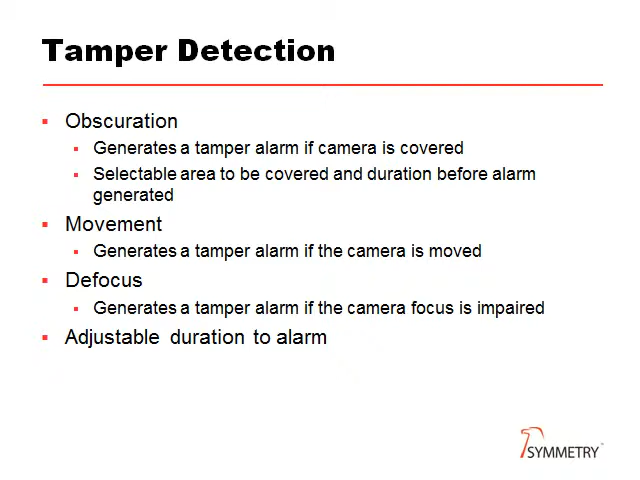 Tamper Detection
Obscuration
Generates a tamper alarm if camera is covered
Selectable area to be covered and duration before alarm
generated
Movement
Generates a tamper alarm if the camera is moved
Defocus
Generates a tamper alarm if the camera focus is impaired
Adjustable duration to alarm
SYMMETRY™